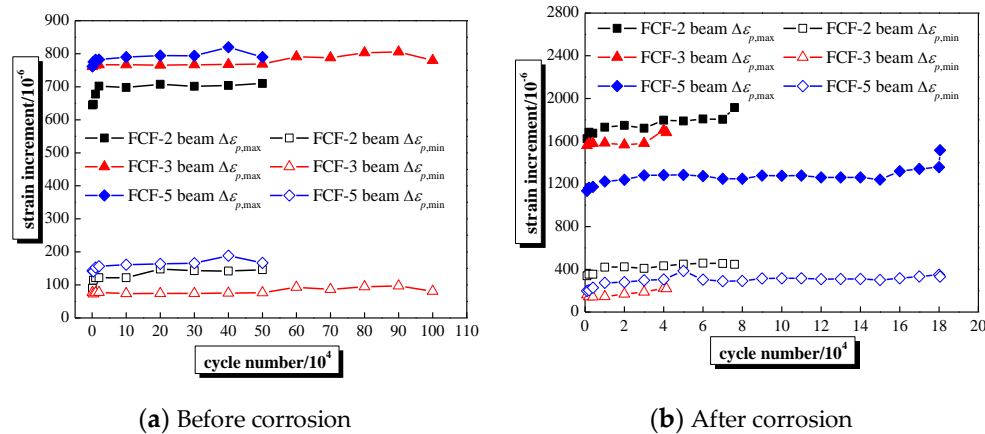 900
800
700
600
500
400
300
200
100
0
strain increment/10⁻⁶
FCF-2 beam Δε_p,max FCF-2 beam Δε_p,min
FCF-3 beam Δε_p,max FCF-3 beam Δε_p,min
FCF-5 beam Δε_p,max FCF-5 beam Δε_p,min
0 10 20 30 40 50 60 70 80 90 100 110
cycle number/10⁴
(a) Before corrosion
2800
2400
2000
1600
1200
800
400
0
strain increment/10⁻⁶
FCF-2 beam Δε_p,max FCF-2 beam Δε_p,min
FCF-3 beam Δε_p,max FCF-3 beam Δε_p,min
FCF-5 beam Δε_p,max FCF-5 beam Δε_p,min
0 2 4 6 8 10 12 14 16 18 20
cycle number/10⁴
(b) After corrosion